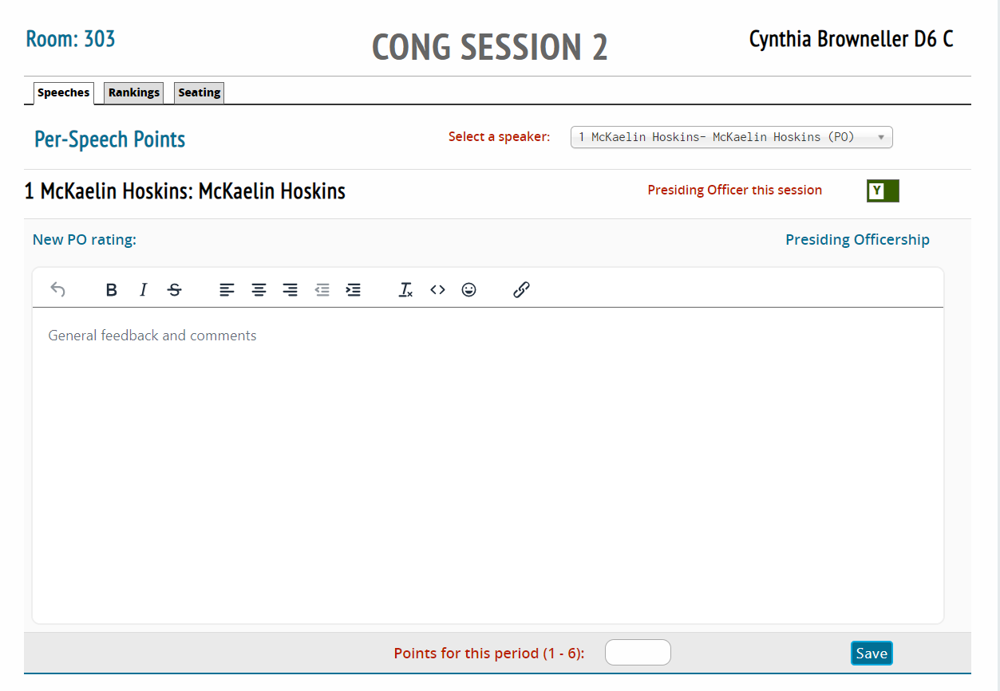 Room: 303
CONG SESSION 2
Cynthia Browneller D6 C
Speeches
Rankings
Seating
Per-Speech Points
Select a speaker:
1 McKaelin Hoskins- McKaelin Hoskins (PO)
1 McKaelin Hoskins: McKaelin Hoskins
Presiding Officer this session
Y
New PO rating:
Presiding Officership
General feedback and comments
Points for this period (1 - 6):
Save